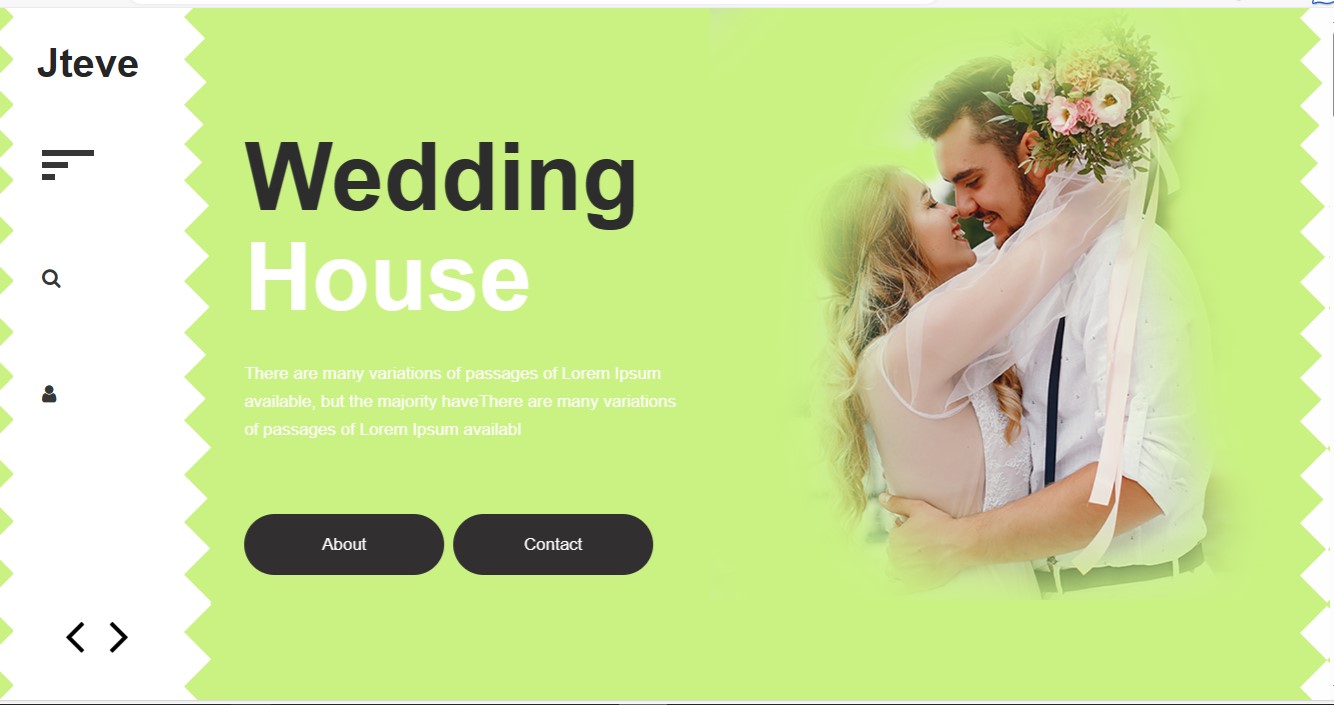 Jteve
Wedding
House
There are many variations of passages of Lorem Ipsum
available, but the majority haveThere are many variations
of passages of Lorem Ipsum availabl
About
Contact